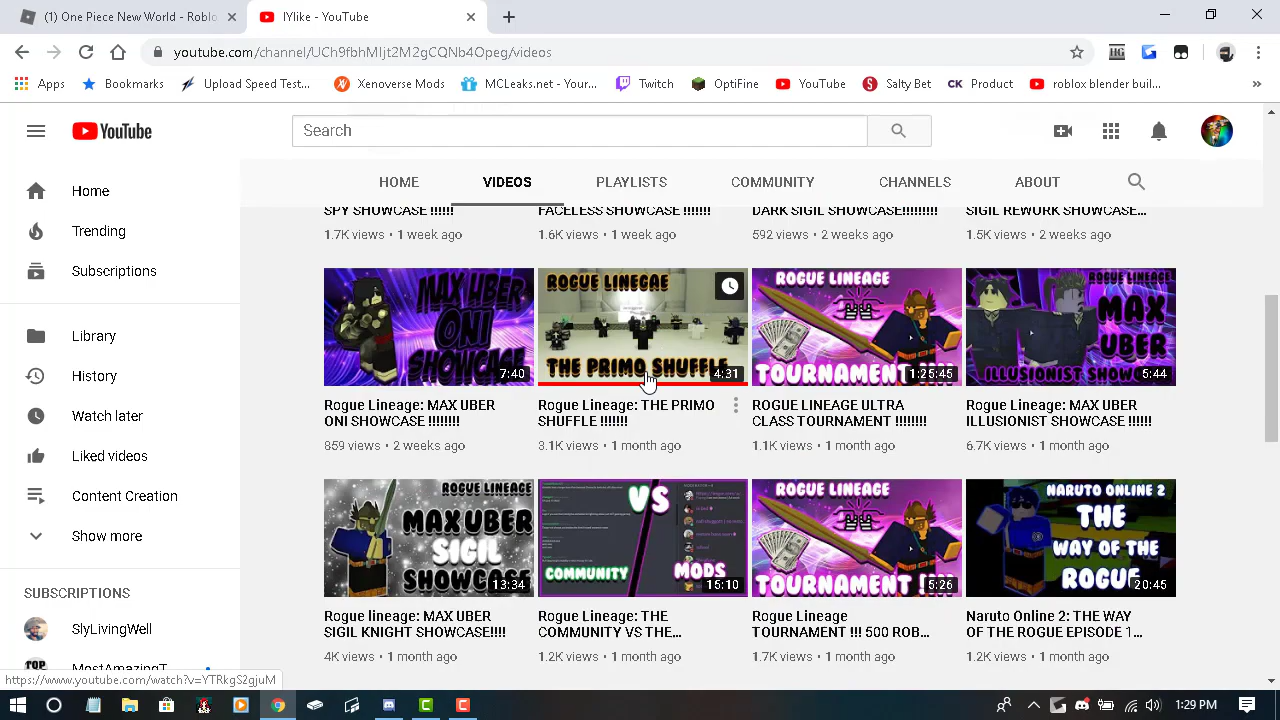 (1) One Piece New World - Roblo
IYIike - YouTube
youtube.com/channel/UCh9fbhMIjt2M2gCQNb4Opeg/videos
Apps
Bookmarks
Upload Speed Test...
Xenoverse Mods
MCLeaks.net - Your...
Twitch
OptiFine
YouTube
Salty Bet
CK Product
roblox blender buil...
YouTube
Search
Home
Trending
Subscriptions
Library
History
Watch later
Liked videos
Content Creation
Show more
SUBSCRIPTIONS
SlyLivingWell
TOP MostAmazingT
HOME
VIDEOS
PLAYLISTS
COMMUNITY
CHANNELS
ABOUT
SPY SHOWCASE !!!!!!
1.7K views • 1 week ago
FACELESS SHOWCASE !!!!!!!
1.6K views • 1 week ago
DARK SIGIL SHOWCASE!!!!!!!!!
592 views • 2 weeks ago
SIGIL REWORK SHOWCASE...
1.5K views • 2 weeks ago
MAX UBER
ONI
SHOWCASE
7:40
Rogue Lineage: MAX UBER
ONI SHOWCASE !!!!!!!!
859 views • 2 weeks ago
ROGUE LINEGAE
THE PRIMO SHUFFLE
4:31
Rogue Lineage: THE PRIMO
SHUFFLE !!!!!!!
3.1K views • 1 month ago
ROGUE LINEAGE
TOURNAMENT !!!!
1:25:45
ROGUE LINEAGE ULTRA
CLASS TOURNAMENT !!!!!!!!
1.1K views • 1 month ago
ROGUE LINEAGE
MAX
UBER
ILLUSIONIST SHOWC
5:44
Rogue Lineage: MAX UBER
ILLUSIONIST SHOWCASE !!!!!!
6.7K views • 1 month ago
ROGUE LINEAGE
MAX UBER
SIGIL
SHOWCASE
13:34
Rogue lineage: MAX UBER
SIGIL KNIGHT SHOWCASE!!!!
4K views • 1 month ago
VS
COMMUNITY
MODS
15:10
Rogue Lineage: THE
COMMUNITY VS THE...
1.2K views • 1 month ago
ROGUE LINEAGE
TOURNAMENT !!!!
5:26
Rogue Lineage
TOURNAMENT !!! 500 ROB...
1.7K views • 1 month ago
NARUTO ONLINE 2
THE
WAY OF THE
ROGUE
20:45
Naruto Online 2: THE WAY
OF THE ROGUE EPISODE 1...
1.2K views • 1 month ago
https://www.youtube.com/watch?v=YTRkgS2gjuM
1:29 PM